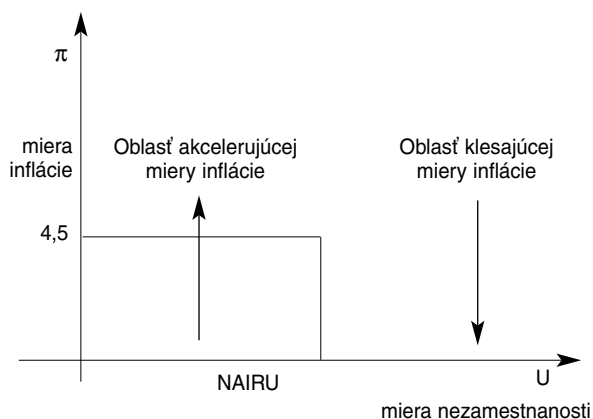 π
miera
inflácie
Oblasť akcelerujúcej
miery inflácie
Oblasť klesajúcej
miery inflácie
4,5
NAIRU
U
miera nezamestnanosti